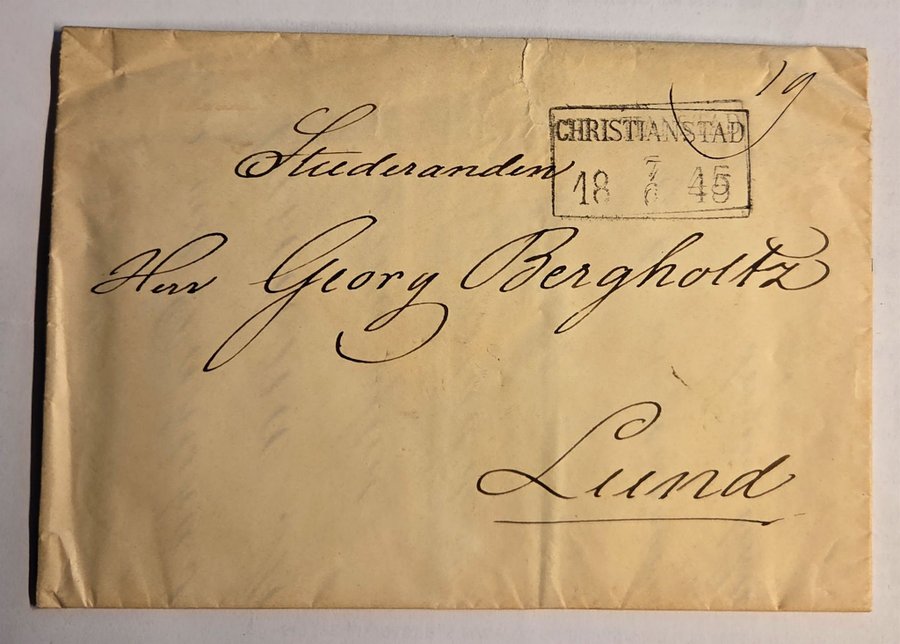 19
CHRISTIANSTAD
18 7 6 45
Studeranden
Herr Georg Bergholtz
Lund